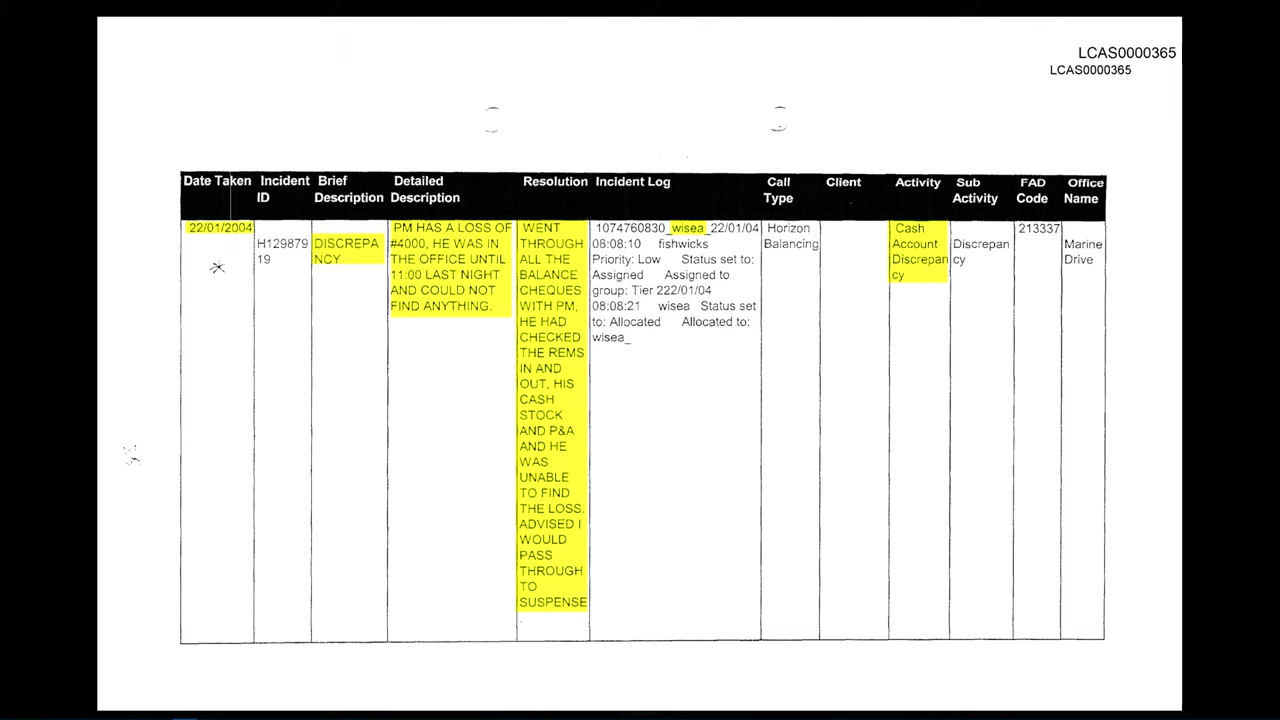 LCAS0000365
LCAS0000365
Date Taken
Incident
ID
Brief
Description
Detailed
Description
Resolution
Incident Log
Call
Type
Client
Activity
Sub
Activity
FAD
Code
Office
Name
22/01/2004
H129879
19
DISCREPA
NCY
PM HAS A LOSS OF
#4000, HE WAS IN
THE OFFICE UNTIL
11:00 LAST NIGHT
AND COULD NOT
FIND ANYTHING.
WENT
THROUGH
ALL THE
BALANCE
CHEQUES
WITH PM,
HE HAD
CHECKED
THE REMS
IN AND
OUT, HIS
CASH
STOCK
AND P&A
AND HE
WAS
UNABLE
TO FIND
THE LOSS.
ADVISED I
WOULD
PASS
THROUGH
TO
SUSPENSE
1074760830_wisea_22/01/04
08:08:10 fishwicks
Priority: Low Status set to:
Assigned Assigned to
group: Tier 222/01/04
08:08:21 wisea Status set
to: Allocated Allocated to:
wisea_
Horizon
Balancing
Cash
Account
Discrepan
cy
Discrepan
cy
213337
Marine
Drive